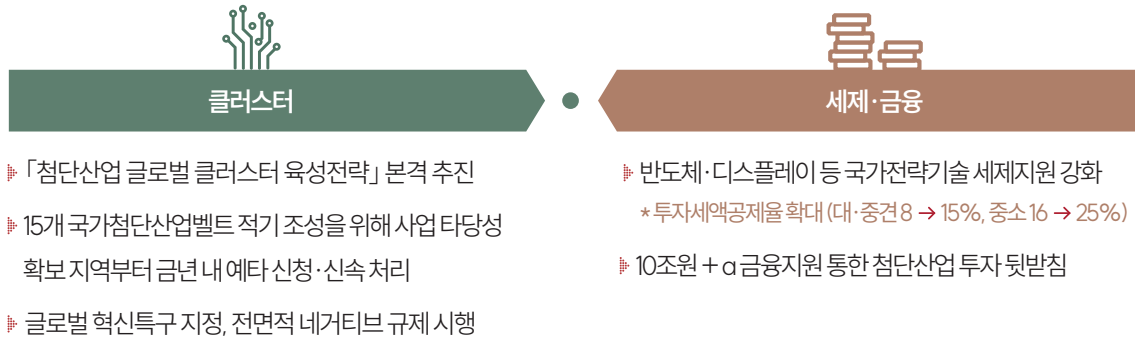 클러스터
「첨단산업 글로벌 클러스터 육성전략」 본격 추진
15개 국가첨단산업벨트 적기 조성을 위해 사업 타당성
확보 지역부터 금년 내 예타 신청·신속 처리
글로벌 혁신특구 지정, 전면적 네거티브 규제 시행
세제·금융
반도체·디스플레이 등 국가전략기술 세제지원 강화
* 투자세액공제율 확대 (대·중견 8 → 15%, 중소 16 → 25%)
10조원 + α 금융지원 통한 첨단산업 투자 뒷받침